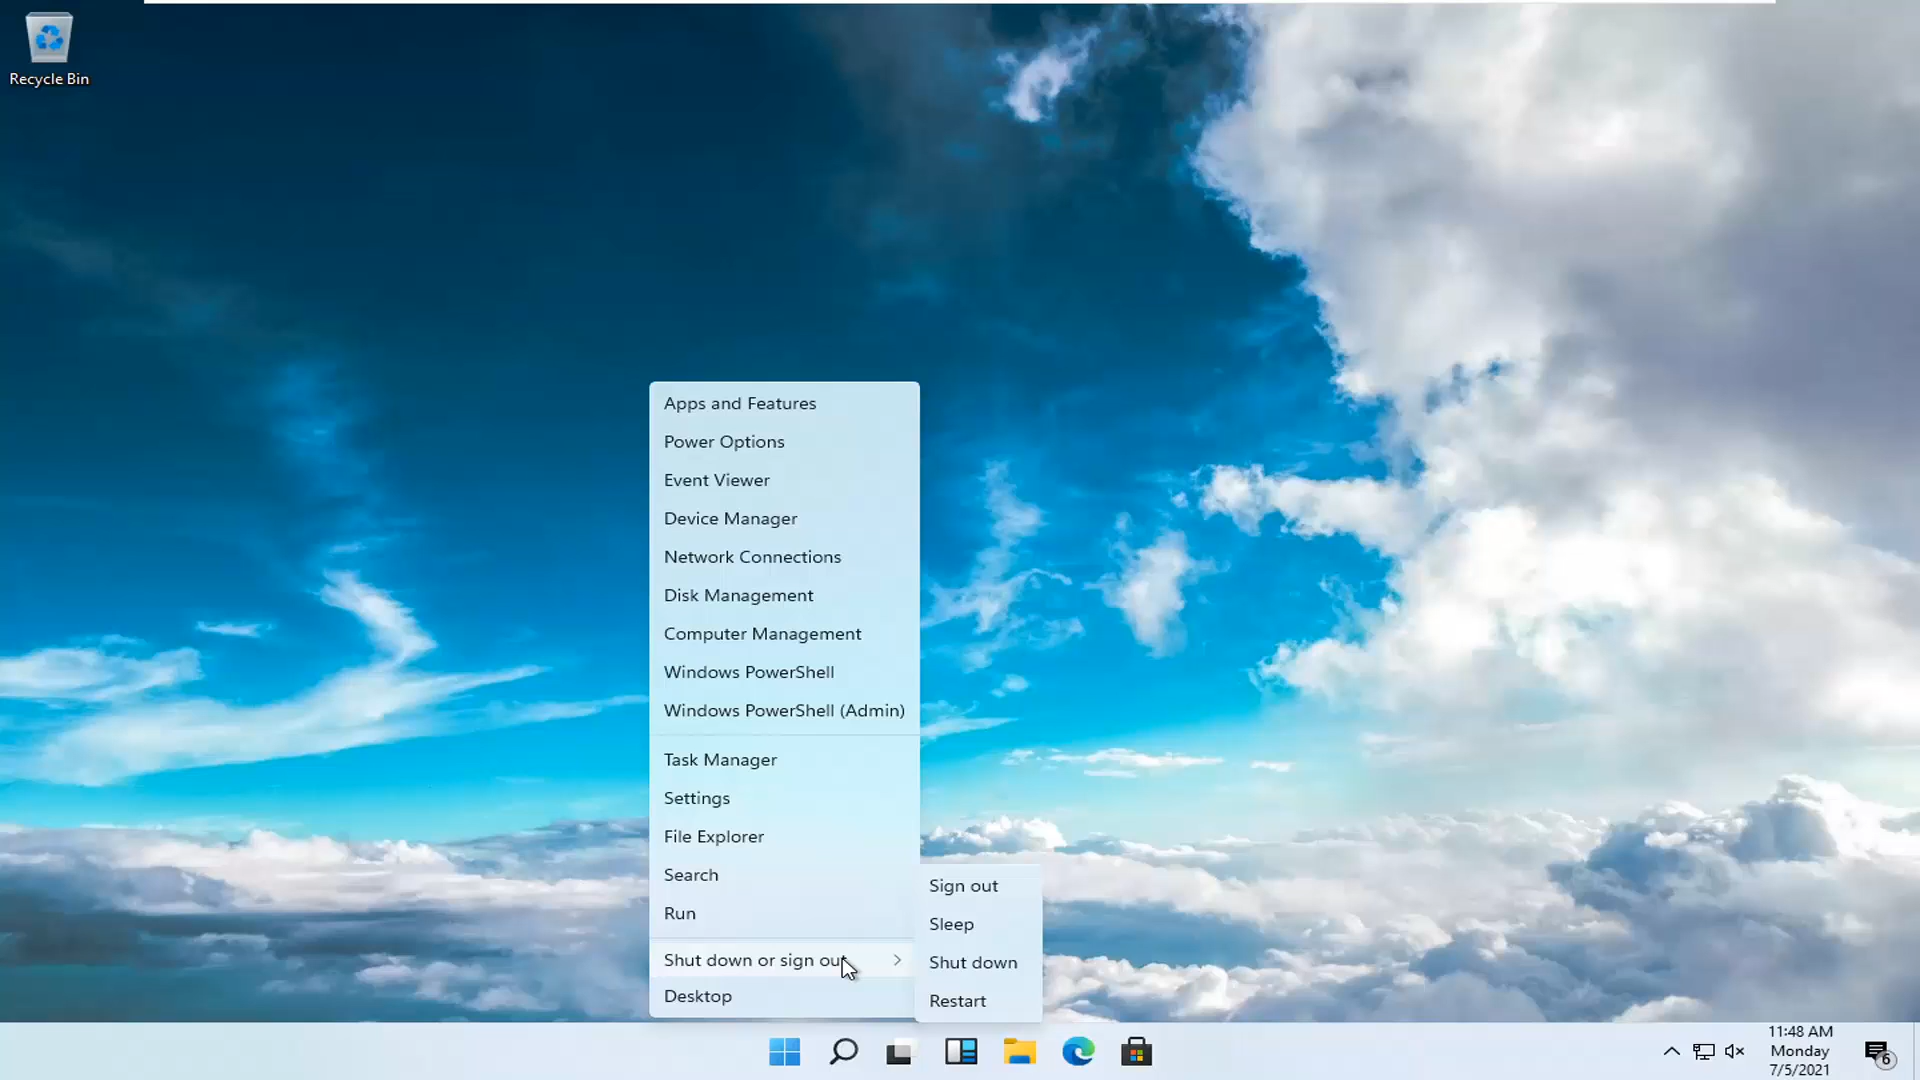 Recycle Bin
Apps and Features
Power Options
Event Viewer
Device Manager
Network Connections
Disk Management
Computer Management
Windows PowerShell
Windows PowerShell (Admin)
Task Manager
Settings
File Explorer
Search
Run
Shut down or sign out
Desktop
Sign out
Sleep
Shut down
Restart
11:48 AM
Monday
7/5/2021
6